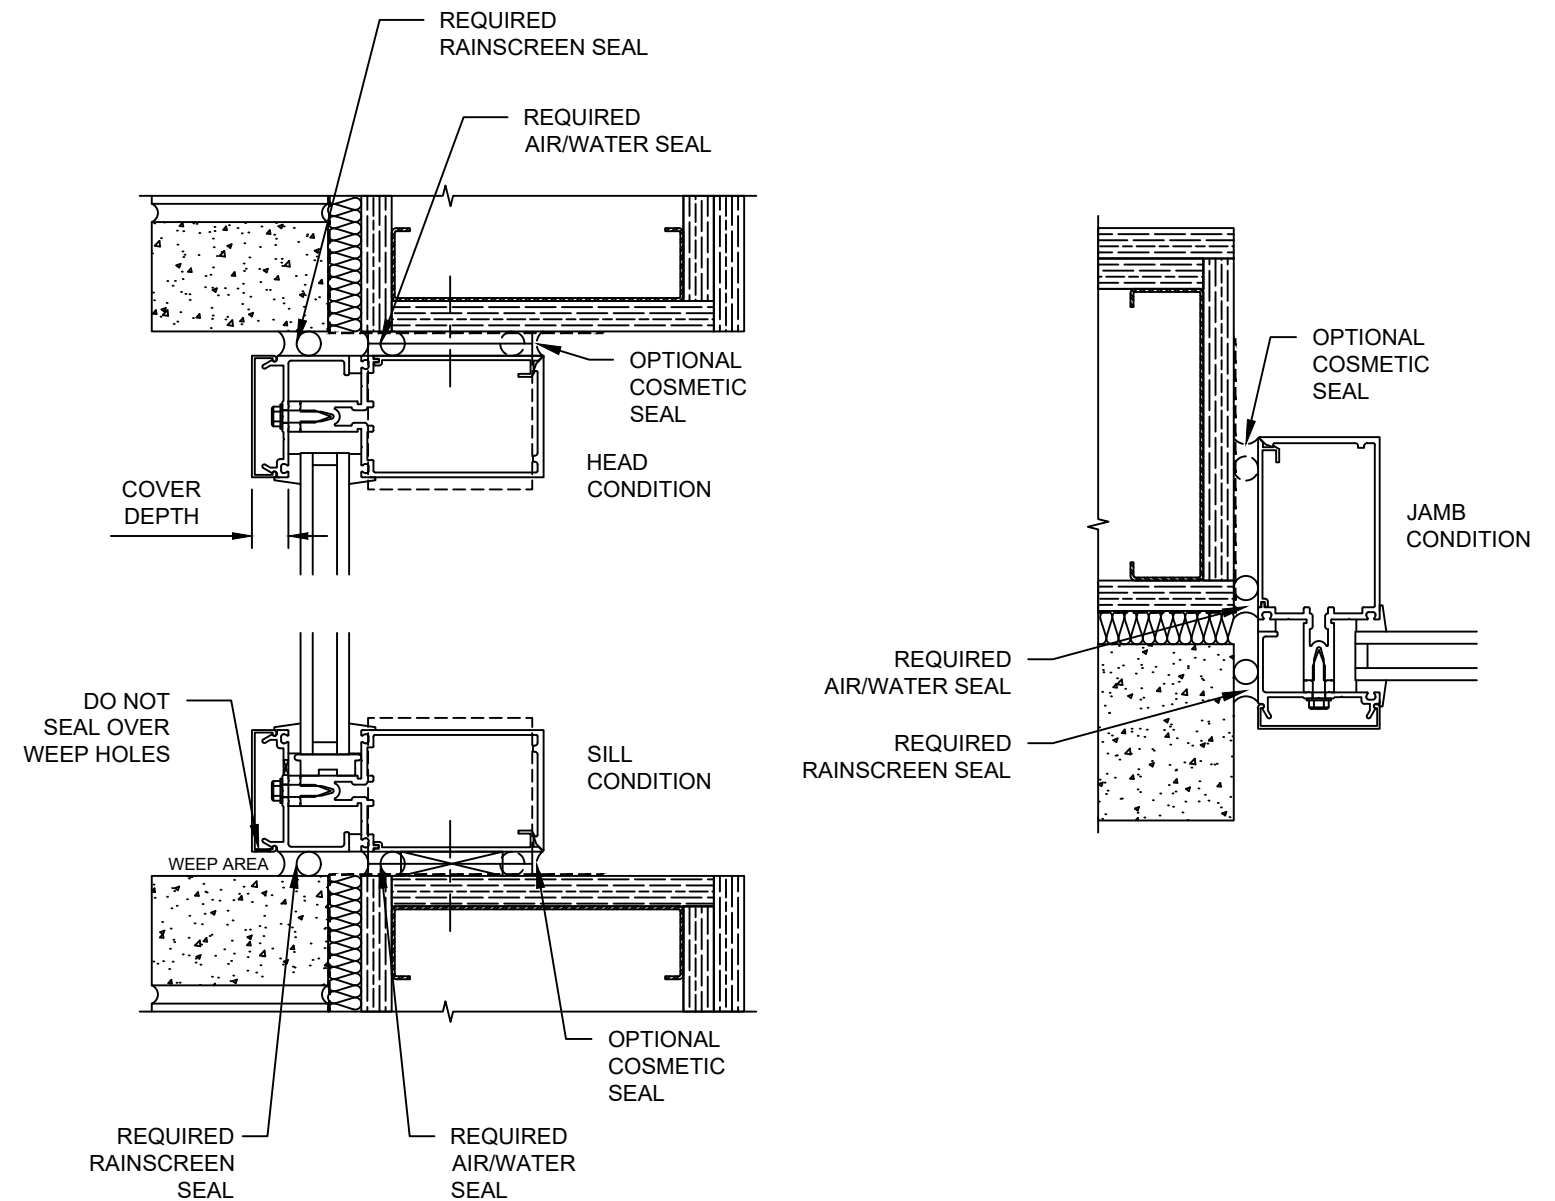 REQUIRED
RAINSCREEN SEAL
REQUIRED
AIR/WATER SEAL
OPTIONAL
COSMETIC
SEAL
HEAD
CONDITION
COVER
DEPTH
DO NOT
SEAL OVER
WEEP HOLES
SILL
CONDITION
WEEP AREA
OPTIONAL
COSMETIC
SEAL
REQUIRED
RAINSCREEN
SEAL
REQUIRED
AIR/WATER
SEAL
OPTIONAL
COSMETIC
SEAL
JAMB
CONDITION
REQUIRED
AIR/WATER SEAL
REQUIRED
RAINSCREEN SEAL